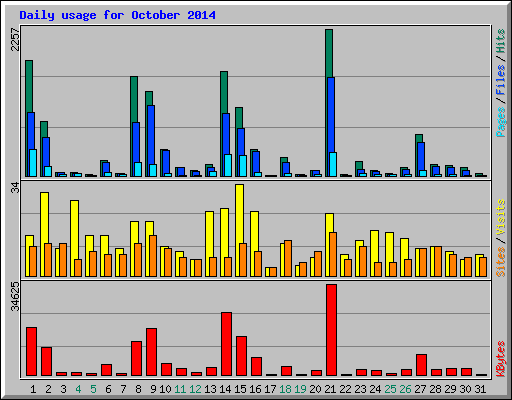 Daily usage for October 2014
2257
Pages / Files / Hits
34
Sites / Visits
34625
KBytes
1 2 3 4 5 6 7 8 9 10 11 12 13 14 15 16 17 18 19 20 21 22 23 24 25 26 27 28 29 30 31